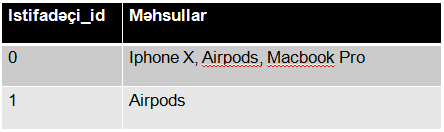 Istifadəçi_id Məhsullar
0 Iphone X, Airpods, Macbook Pro
1 Airpods